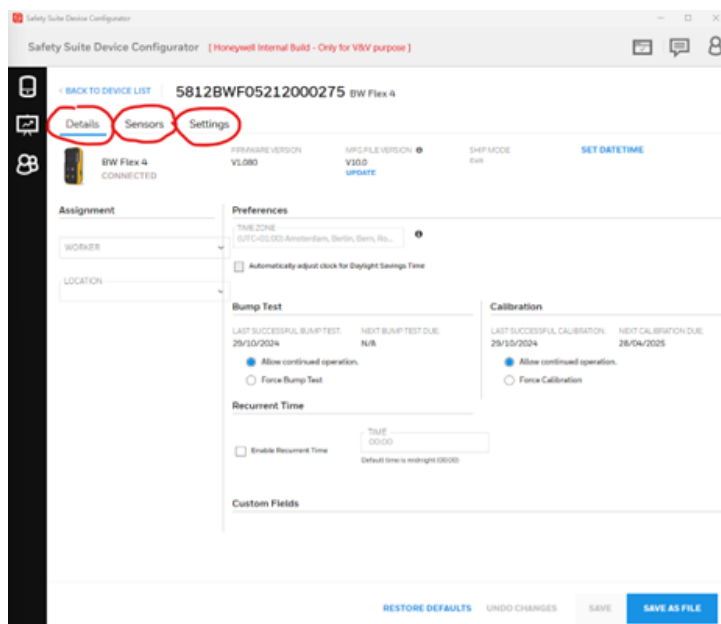 Safety Suite Device Configurator
Safety Suite Device Configurator [ Honeywell Internal Build - Only for V&V purpose ]
‹ BACK TO DEVICE LIST 5812BWF05212000275 BW Flex 4
Details Sensors Settings
BW Flex 4
CONNECTED
FIRMWARE VERSION
V1.080
MFG FILE VERSION
V10.0
UPDATE
SHIP MODE
Exit
SET DATETIME
Assignment
WORKER
LOCATION
Preferences
TIME ZONE
(UTC+01:00) Amsterdam, Berlin, Bern, Ro...
Automatically adjust clock for Daylight Savings Time
Bump Test
LAST SUCCESSFUL BUMP TEST: NEXT BUMP TEST DUE:
29/10/2024 N/A
Allow continued operation.
Force Bump Test
Calibration
LAST SUCCESSFUL CALIBRATION: NEXT CALIBRATION DUE:
29/10/2024 28/04/2025
Allow continued operation.
Force Calibration
Recurrent Time
Enable Recurrent Time
TIME
00:00
Default time is midnight (00:00)
Custom Fields
RESTORE DEFAULTS UNDO CHANGES SAVE SAVE AS FILE